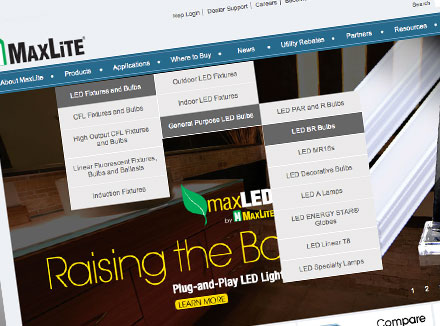 Rep Login | Dealer Support | Careers |
Search
MAXLITE®
About MaxLite • Products • Applications • Where to Buy • News • Utility Rebates • Partners • Resources •
LED Fixtures and Bulbs
CFL Fixtures and Bulbs
High Output CFL Fixtures
and Bulbs
Linear Fluorescent Fixtures,
Bulbs and Ballasts
Induction Fixtures
Outdoor LED Fixtures
Indoor LED Fixtures
General Purpose LED Bulbs
LED PAR and R Bulbs
LED BR Bulbs
LED MR16s
LED Decorative Bulbs
LED A Lamps
LED ENERGY STAR®
Globes
LED Linear T8
LED Specialty Lamps
maxLED
by MAXLITE
Raising the Ba
Plug-and-Play LED Light
LEARN MORE
1 2
Compare